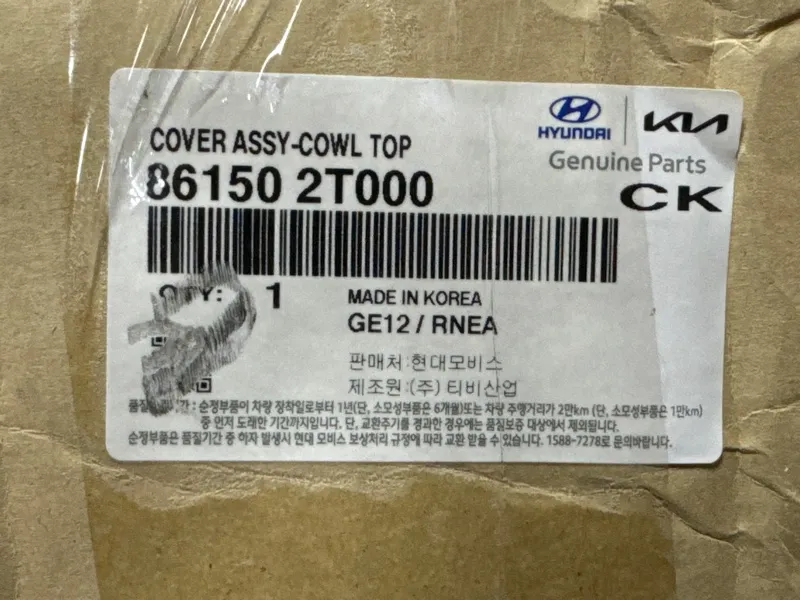 HYUNDAI
KIA
Genuine Parts
CK
COVER ASSY-COWL TOP
86150 2T000
QTY: 1
MADE IN KOREA
GE12 / RNEA
판매처:현대모비스
제조원:(주) 티비산업
품질 간 : 순정부품이 차량 장착일로부터 1년(단, 소모성부품은 6개월)또는 차량 주행거리가 2만km (단, 소모성부품은 1만km)
중 먼저 도래한 기간까지입니다. 단, 교환주기를 경과한 경우에는 품질보증 대상에서 제외됩니다.
순정부품은 품질기간 중 하자 발생시 현대 모비스 보상처리 규정에 따라 교환 받을 수 있습니다. 1588-7278로 문의바랍니다.